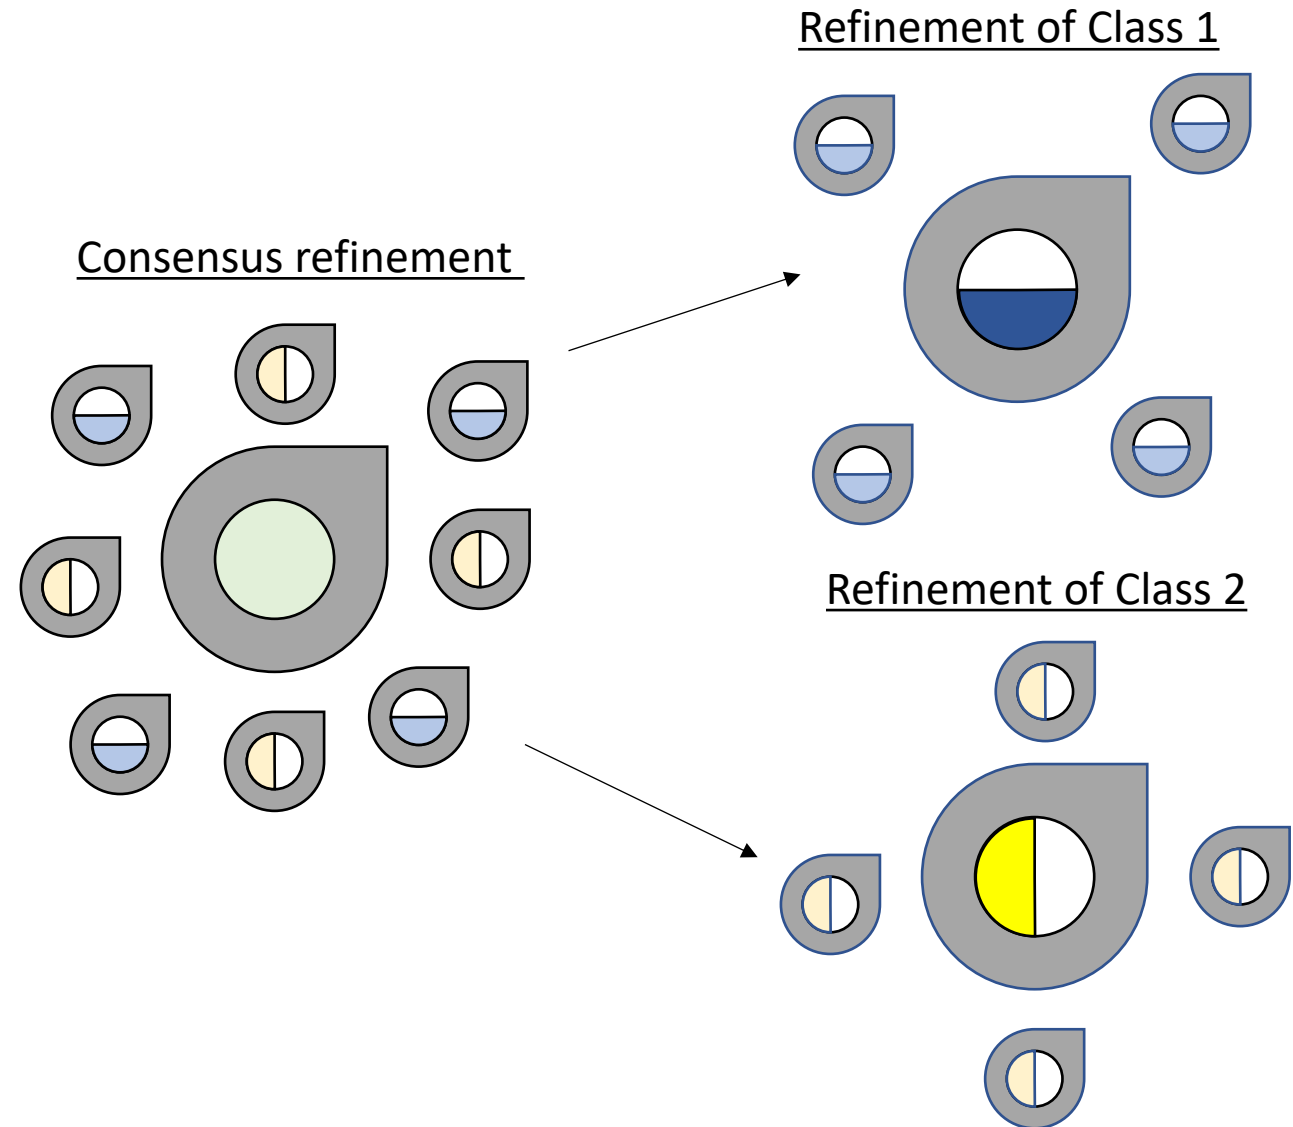 Refinement of Class 1
Consensus refinement
Refinement of Class 2